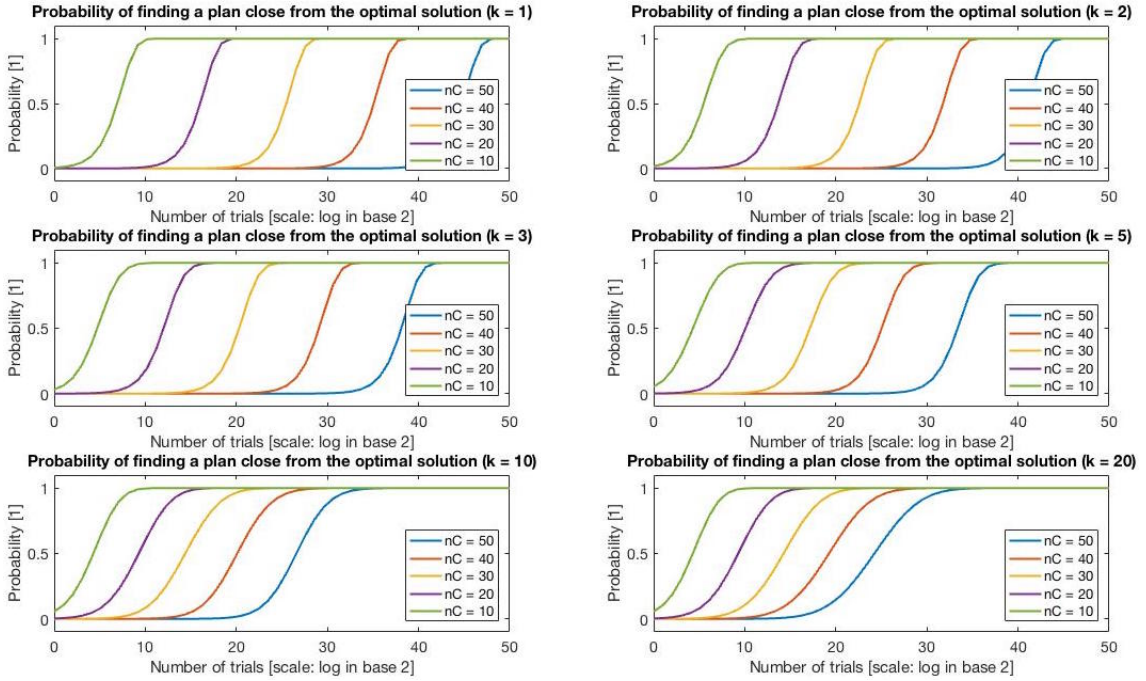 Probability of finding a plan close from the optimal solution (k = 1)
Probability [1]
1
0.5
0
nC = 50
nC = 40
nC = 30
nC = 20
nC = 10
0 10 20 30 40 50
Number of trials [scale: log in base 2]
Probability of finding a plan close from the optimal solution (k = 2)
Probability [1]
1
0.5
0
nC = 50
nC = 40
nC = 30
nC = 20
nC = 10
0 10 20 30 40 50
Number of trials [scale: log in base 2]
Probability of finding a plan close from the optimal solution (k = 3)
Probability [1]
1
0.5
0
nC = 50
nC = 40
nC = 30
nC = 20
nC = 10
0 10 20 30 40 50
Number of trials [scale: log in base 2]
Probability of finding a plan close from the optimal solution (k = 5)
Probability [1]
1
0.5
0
nC = 50
nC = 40
nC = 30
nC = 20
nC = 10
0 10 20 30 40 50
Number of trials [scale: log in base 2]
Probability of finding a plan close from the optimal solution (k = 10)
Probability [1]
1
0.5
0
nC = 50
nC = 40
nC = 30
nC = 20
nC = 10
0 10 20 30 40 50
Number of trials [scale: log in base 2]
Probability of finding a plan close from the optimal solution (k = 20)
Probability [1]
1
0.5
0
nC = 50
nC = 40
nC = 30
nC = 20
nC = 10
0 10 20 30 40 50
Number of trials [scale: log in base 2]